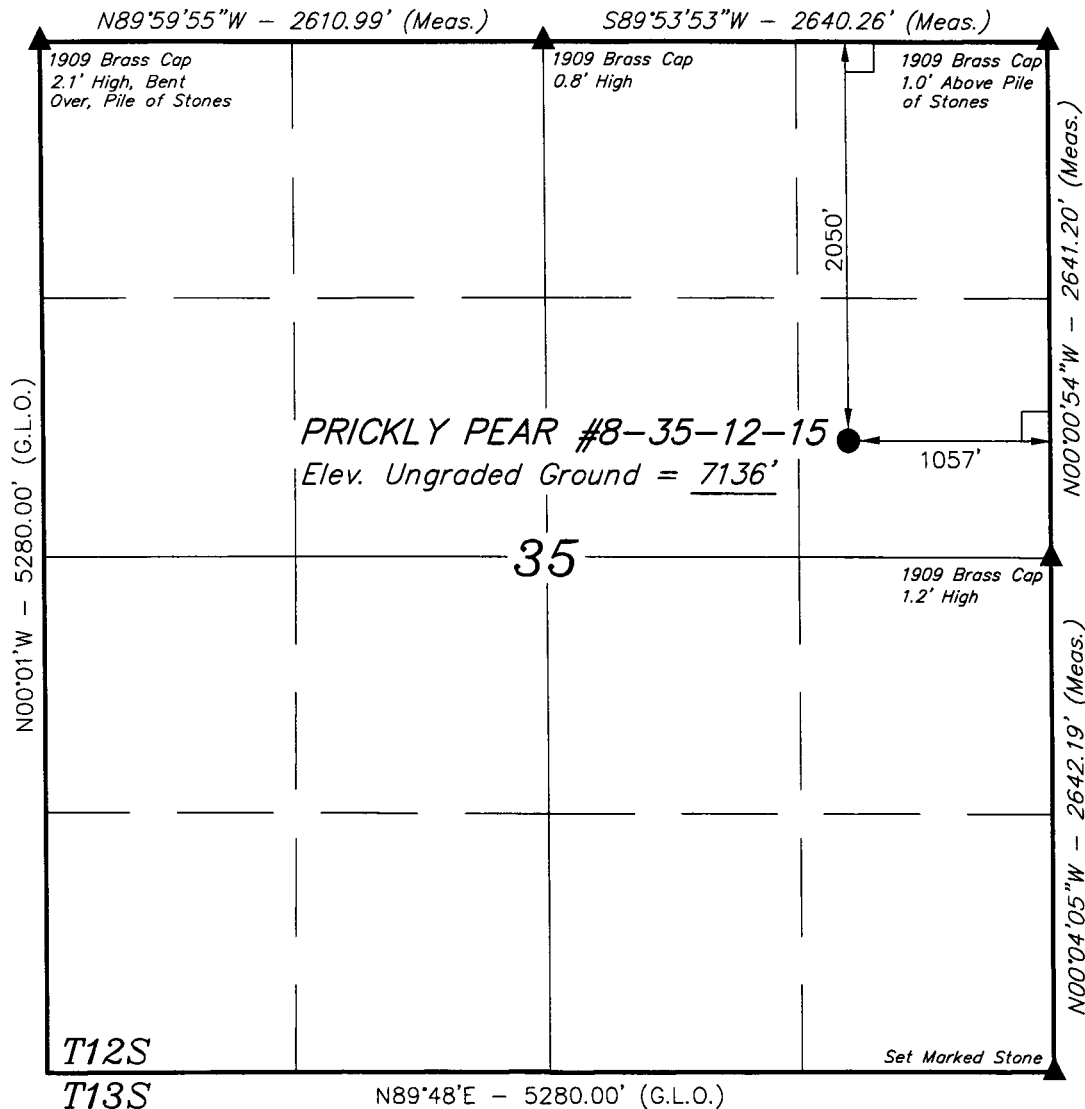 N89°59'55"W - 2610.99' (Meas.)
S89°53'53"W - 2640.26' (Meas.)
1909 Brass Cap
2.1' High, Bent
Over, Pile of Stones
1909 Brass Cap
0.8' High
1909 Brass Cap
1.0' Above Pile
of Stones
N00°00'54"W - 2641.20' (Meas.)
2050'
N00°01'W - 5280.00' (G.L.O.)
PRICKLY PEAR #8-35-12-15
Elev. Ungraded Ground = 7136'
1057'
35
1909 Brass Cap
1.2' High
N00°04'05"W - 2642.19' (Meas.)
T12S
T13S
Set Marked Stone
N89°48'E - 5280.00' (G.L.O.)